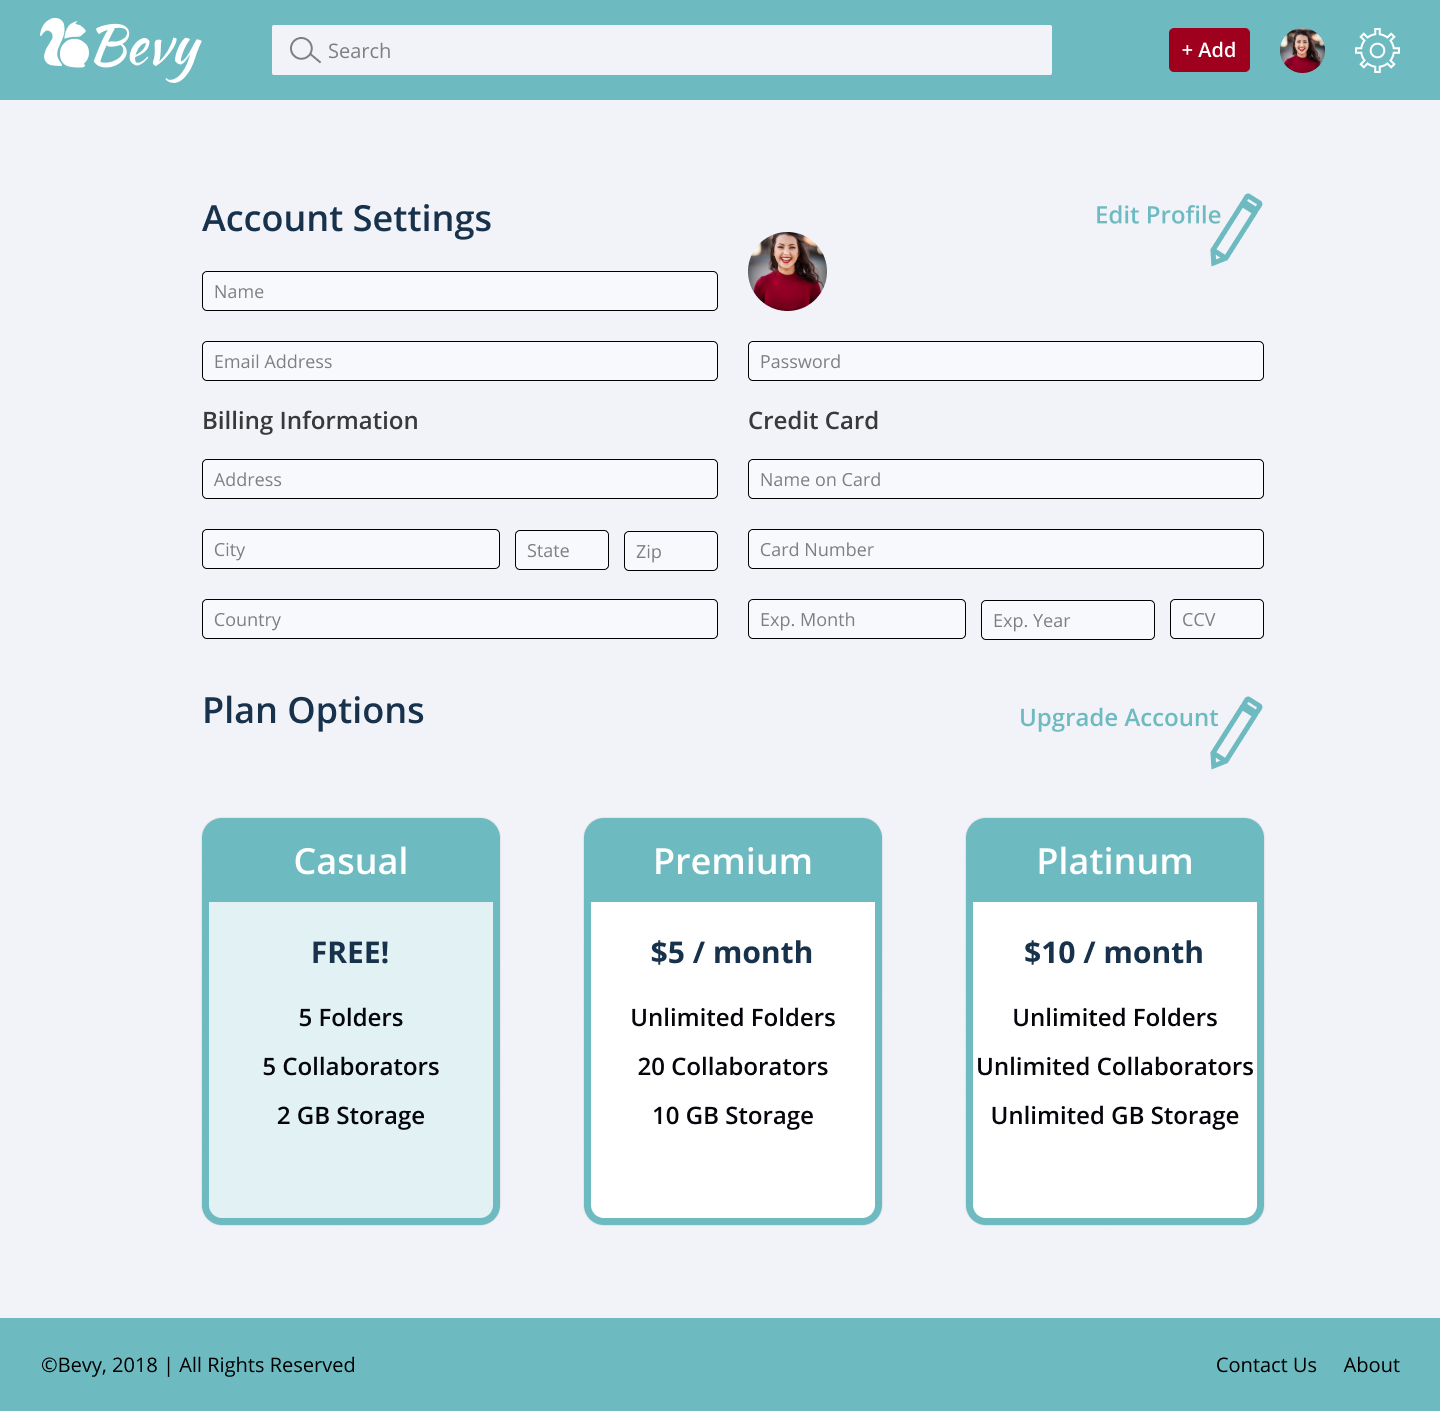 Bevy
Search
+ Add
Account Settings
Edit Profile
Name
Email Address
Password
Billing Information
Credit Card
Address
Name on Card
City
State
Zip
Card Number
Country
Exp. Month
Exp. Year
CCV
Plan Options
Upgrade Account
Casual
FREE!
5 Folders
5 Collaborators
2 GB Storage
Premium
$5 / month
Unlimited Folders
20 Collaborators
10 GB Storage
Platinum
$10 / month
Unlimited Folders
Unlimited Collaborators
Unlimited GB Storage
©Bevy, 2018 | All Rights Reserved
Contact Us
About